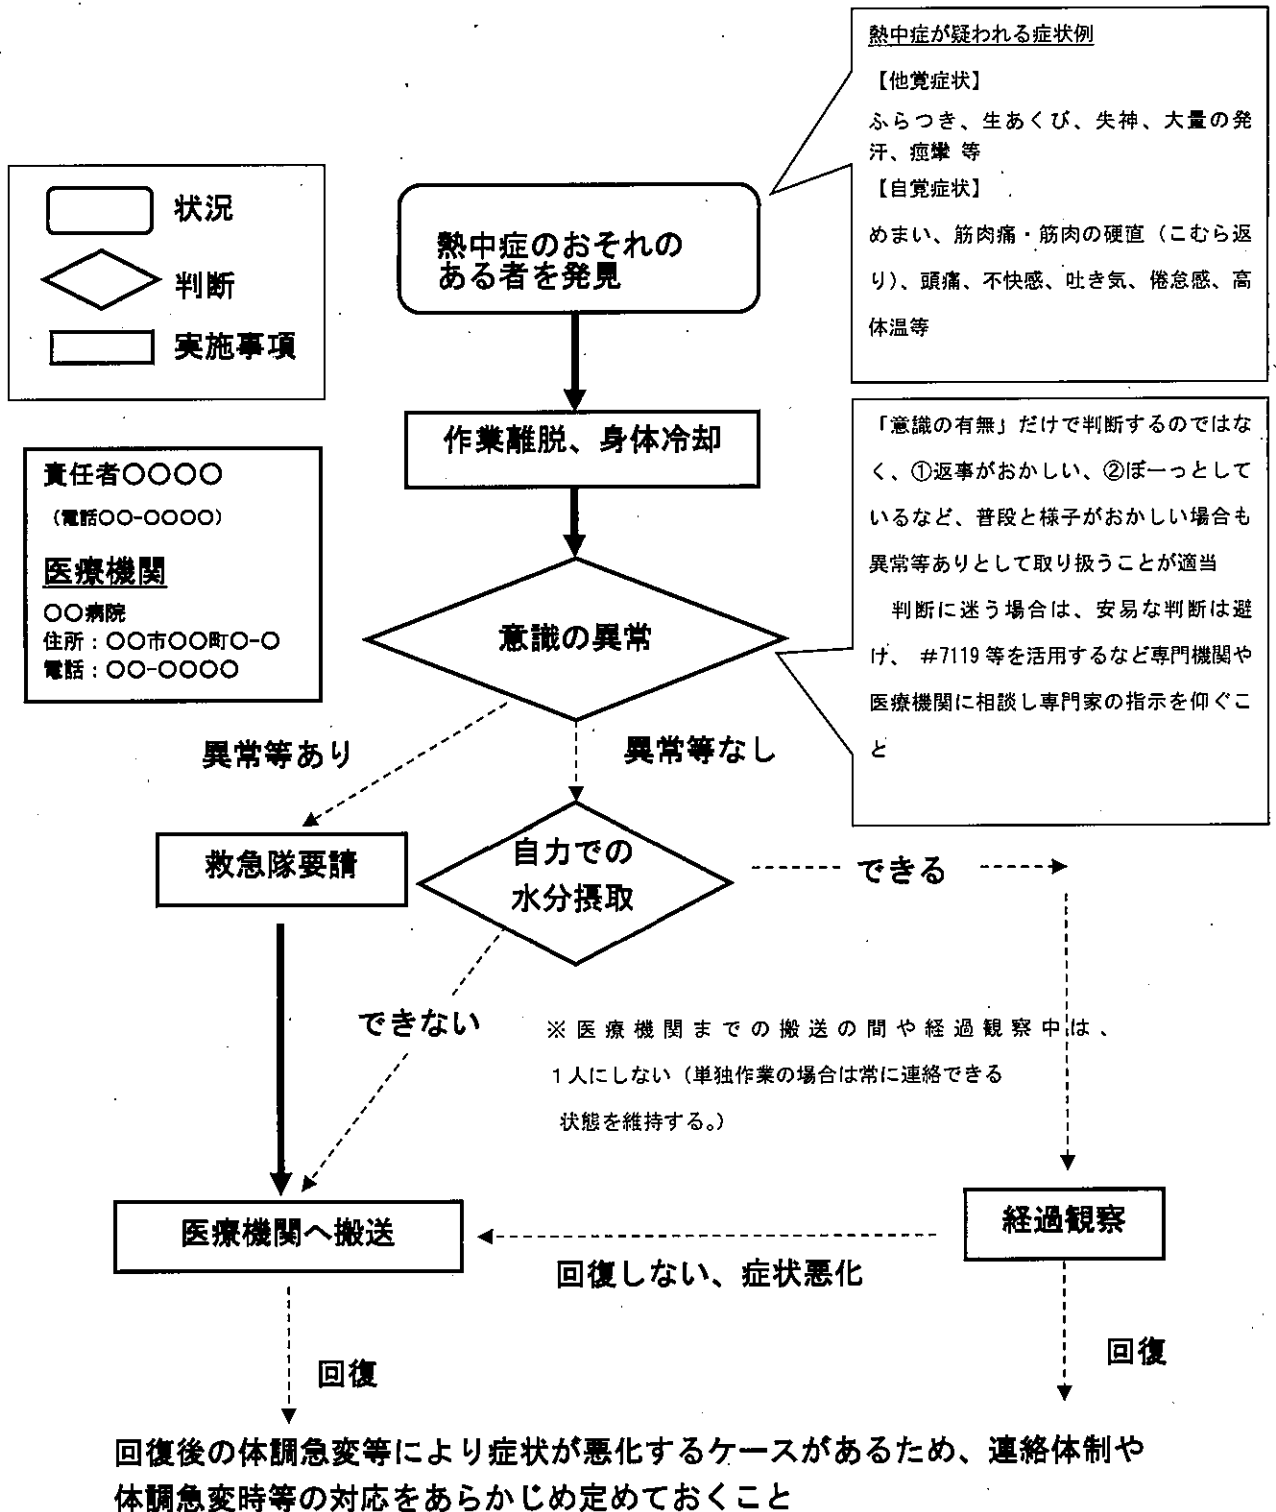 熱中症が疑われる症状例
【他覚症状】
ふらつき、生あくび、失神、大量の発
汗、痙攣 等
【自覚症状】
めまい、筋肉痛・筋肉の硬直（こむら返
り）、頭痛、不快感、吐き気、倦怠感、高
体温等
状況
判断
実施事項
熱中症のおそれの
ある者を発見
作業離脱、身体冷却
責任者〇〇〇〇
（電話〇〇-〇〇〇〇）
医療機関
〇〇病院
住所：〇〇市〇〇町〇-〇
電話：〇〇-〇〇〇〇
「意識の有無」だけで判断するのではな
く、①返事がおかしい、②ぼーっとして
いるなど、普段と様子がおかしい場合も
異常等ありとして取り扱うことが適当
判断に迷う場合は、安易な判断は避
け、 #7119 等を活用するなど専門機関や
医療機関に相談し専門家の指示を仰ぐこ
と
意識の異常
異常等あり
異常等なし
救急隊要請
自力での
水分摂取
できる
できない
※医療機関までの搬送の間や経過観察中は、
1人にしない（単独作業の場合は常に連絡できる
状態を維持する。）
医療機関へ搬送
経過観察
回復しない、症状悪化
回復
回復
回復後の体調急変等により症状が悪化するケースがあるため、連絡体制や
体調急変時等の対応をあらかじめ定めておくこと